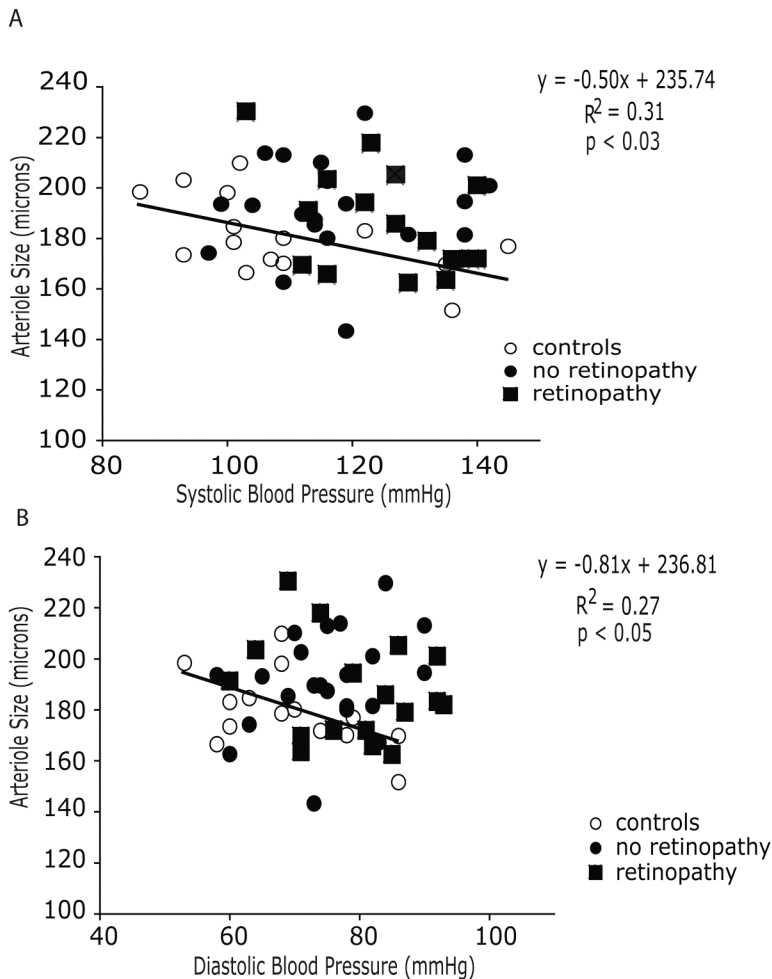 A
y = -0.50x + 235.74
R² = 0.31
p < 0.03
Arteriole Size (microns)
240
220
200
180
160
140
120
100
80 100 120 140
Systolic Blood Pressure (mmHg)
controls
no retinopathy
retinopathy
B
y = -0.81x + 236.81
R² = 0.27
p < 0.05
Arteriole Size (microns)
240
220
200
180
160
140
120
100
40 60 80 100
Diastolic Blood Pressure (mmHg)
controls
no retinopathy
retinopathy